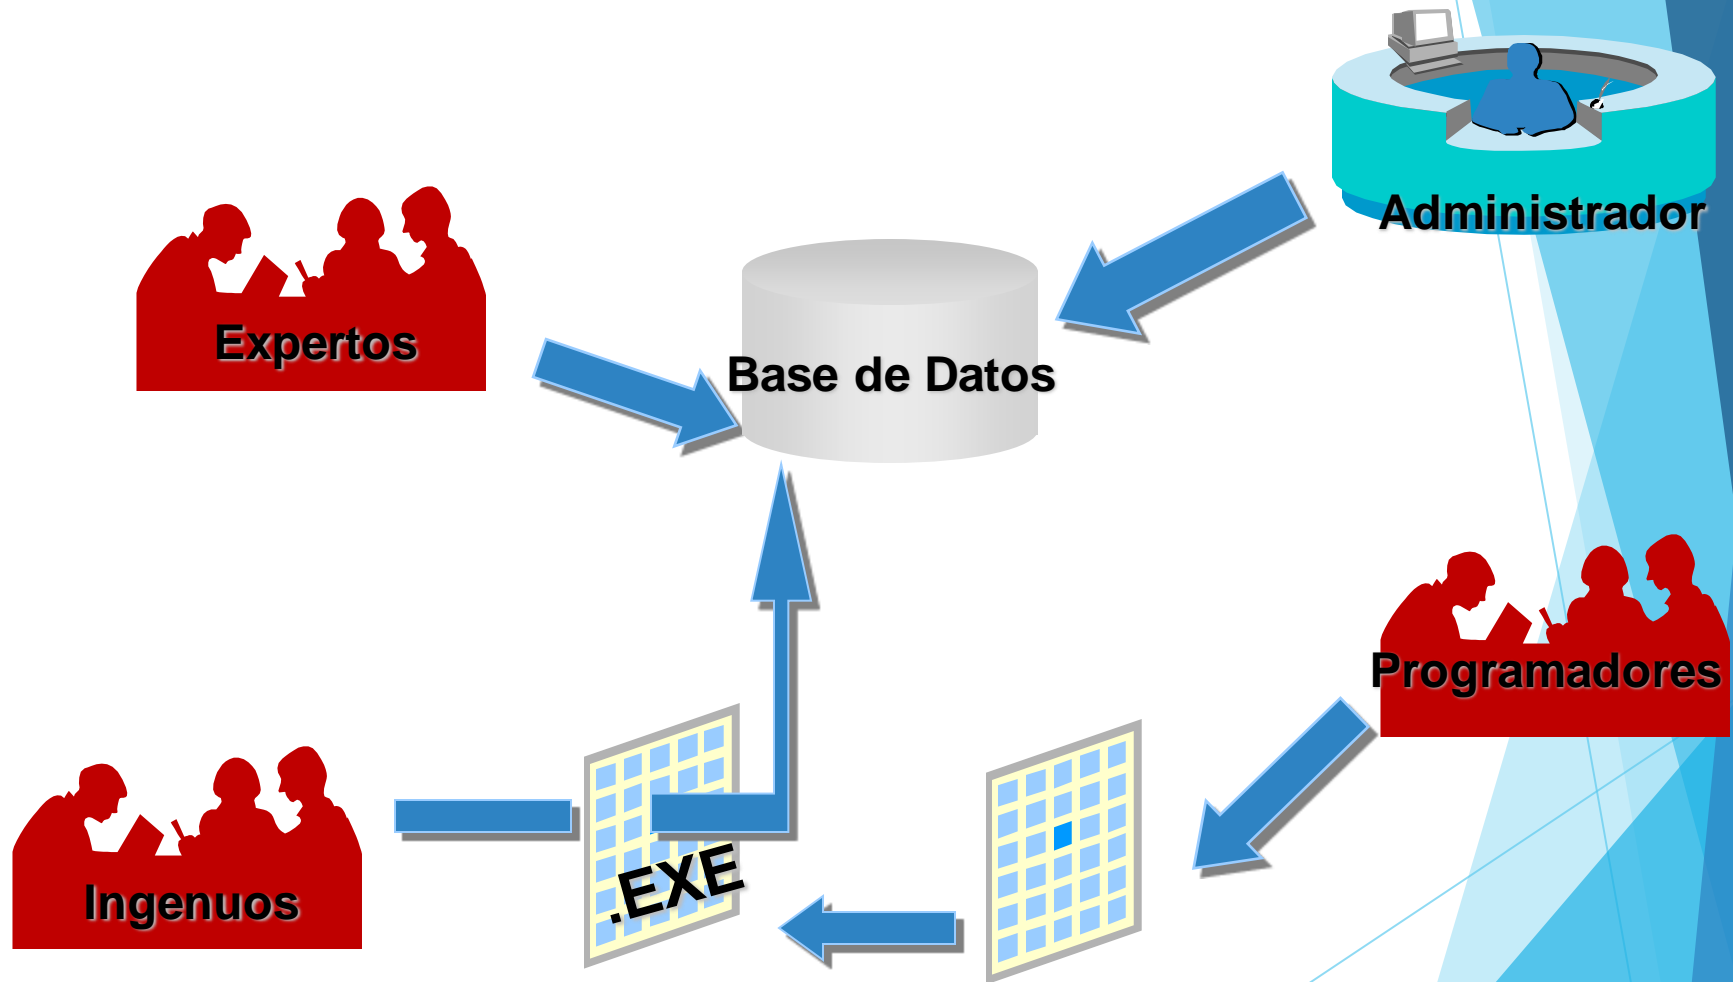 Administrador
Expertos
Base de Datos
Programadores
.EXE
Ingenuos